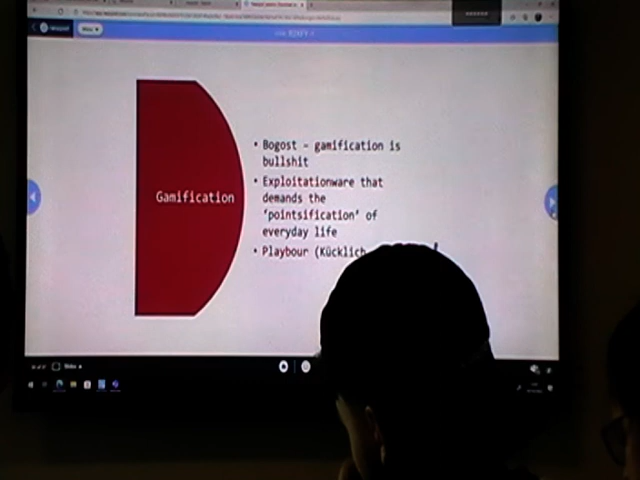 Gamification
• Bogost – gamification is
bullshit
• Exploitationware that
demands the
'pointsification' of
everyday life
• Playbour (Kücklich